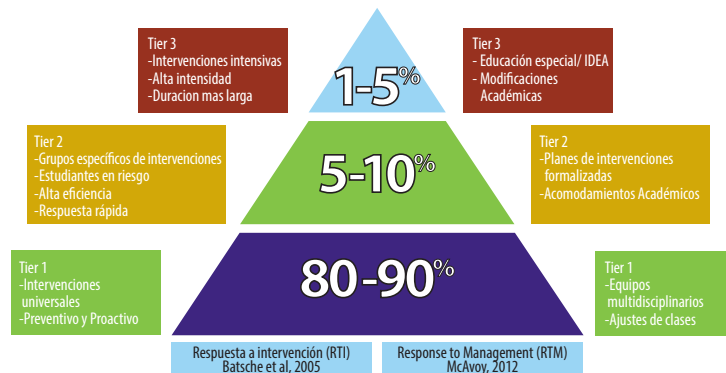 Tier 3
-Intervenciones intensivas
-Alta intensidad
-Duracion mas larga
1-5%
Tier 3
- Educación especial/ IDEA
- Modificaciones
Académicas
Tier 2
-Grupos específicos de intervenciones
-Estudiantes en riesgo
-Alta eficiencia
-Respuesta rápida
5-10%
Tier 2
-Planes de intervenciones
formalizadas
-Acomodamientos Académicos
Tier 1
-Intervenciones
universales
-Preventivo y Proactivo
80-90%
Tier 1
-Equipos
multidisciplinarios
-Ajustes de clases
Respuesta a intervención (RTI)
Batsche et al, 2005
Response to Management (RTM)
McAvoy, 2012